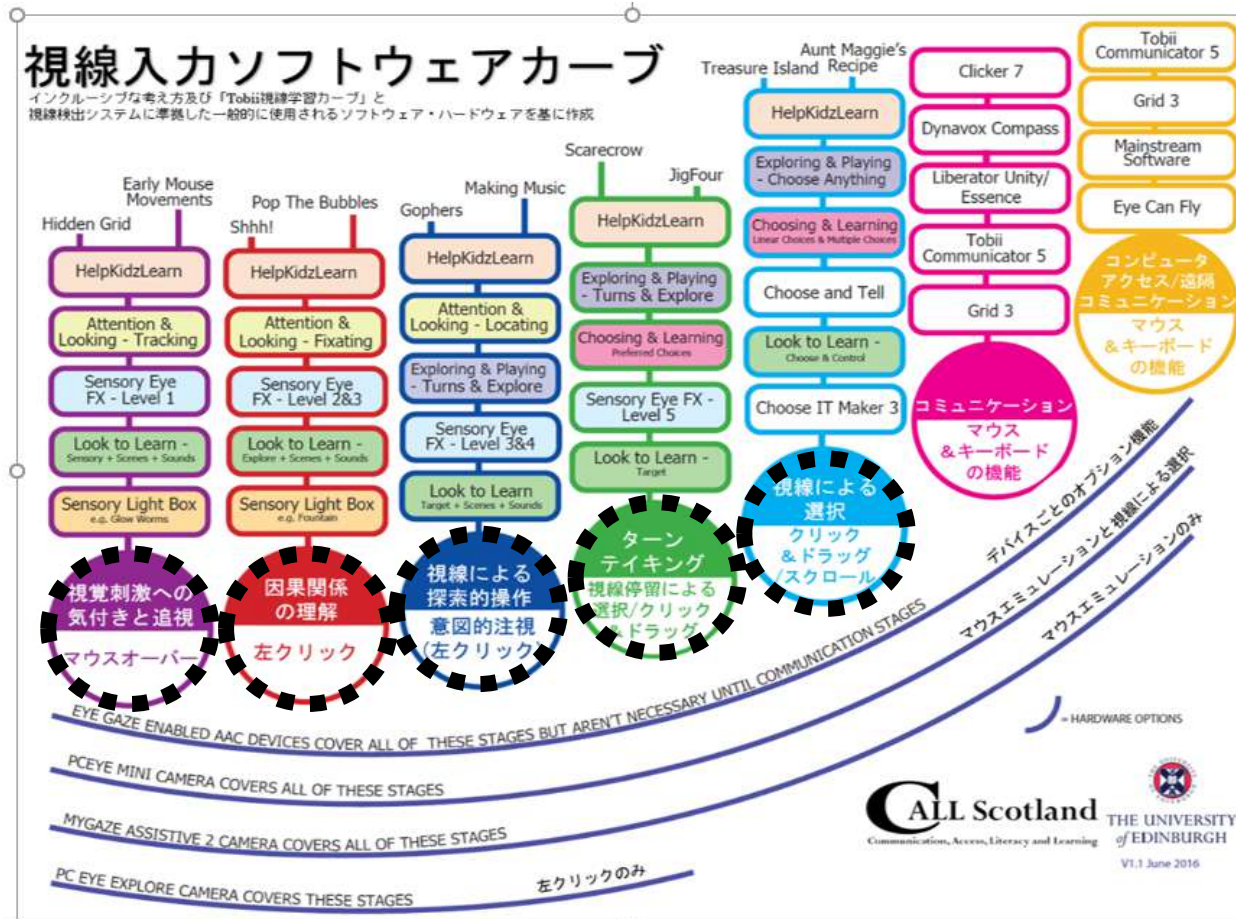 視線入力ソフトウェアカーブ
インクルーシブな考え方及び「Tobii視線学習カーブ」と
視線検出システムに準拠した一般的に使用されるソフトウェア・ハードウェアを基に作成
Hidden Grid
Early Mouse
Movements
HelpKidzLearn
Attention &
Looking - Tracking
Sensory Eye
FX - Level 1
Look to Learn -
Sensory + Scenes + Sounds
Sensory Light Box
e.g. Glow Worms
視覚刺激への
気付きと追視
マウスオーバー
Shhh!
Pop The Bubbles
HelpKidzLearn
Attention &
Looking - Fixating
Sensory Eye
FX - Level 2&3
Look to Learn -
Explore + Scenes + Sounds
Sensory Light Box
e.g. Fountain
因果関係
の理解
左クリック
Gophers
Making Music
HelpKidzLearn
Attention &
Looking - Locating
Exploring & Playing
- Turns & Explore
Sensory Eye
FX - Level 3&4
Look to Learn
Target + Scenes + Sounds
視線による
探索的操作
意図的注視
(左クリック)
Scarecrow
JigFour
HelpKidzLearn
Exploring & Playing
- Turns & Explore
Choosing & Learning
Preferred Choices
Sensory Eye FX -
Level 5
Look to Learn -
Target
ターン
テイキング
視線停留による
選択/クリック
&ドラッグ
Treasure Island
Aunt Maggie's
Recipe
HelpKidzLearn
Exploring & Playing
- Choose Anything
Choosing & Learning
Linear Choices & Multiple Choices
Choose and Tell
Look to Learn -
Choose & Control
Choose IT Maker 3
視線による
選択
クリック
&ドラッグ
/スクロール
Clicker 7
Dynavox Compass
Liberator Unity/
Essence
Tobii
Communicator 5
Grid 3
コミュニケーション
マウス
&キーボード
の機能
Tobii
Communicator 5
Grid 3
Mainstream
Software
Eye Can Fly
コンピュータ
アクセス/遠隔
コミュニケーション
マウス
&キーボード
の機能
EYE GAZE ENABLED AAC DEVICES COVER ALL OF THESE STAGES BUT AREN'T NECESSARY UNTIL COMMUNICATION STAGES
デバイスごとのオプション機能
PCEYE MINI CAMERA COVERS ALL OF THESE STAGES
マウスエミュレーションと視線による選択
MYGAZE ASSISTIVE 2 CAMERA COVERS ALL OF THESE STAGES
マウスエミュレーションのみ
PC EYE EXPLORE CAMERA COVERS THESE STAGES
左クリックのみ
= HARDWARE OPTIONS
CALL Scotland
Communication, Access, Literacy and Learning
THE UNIVERSITY
of EDINBURGH
V1.1 June 2016